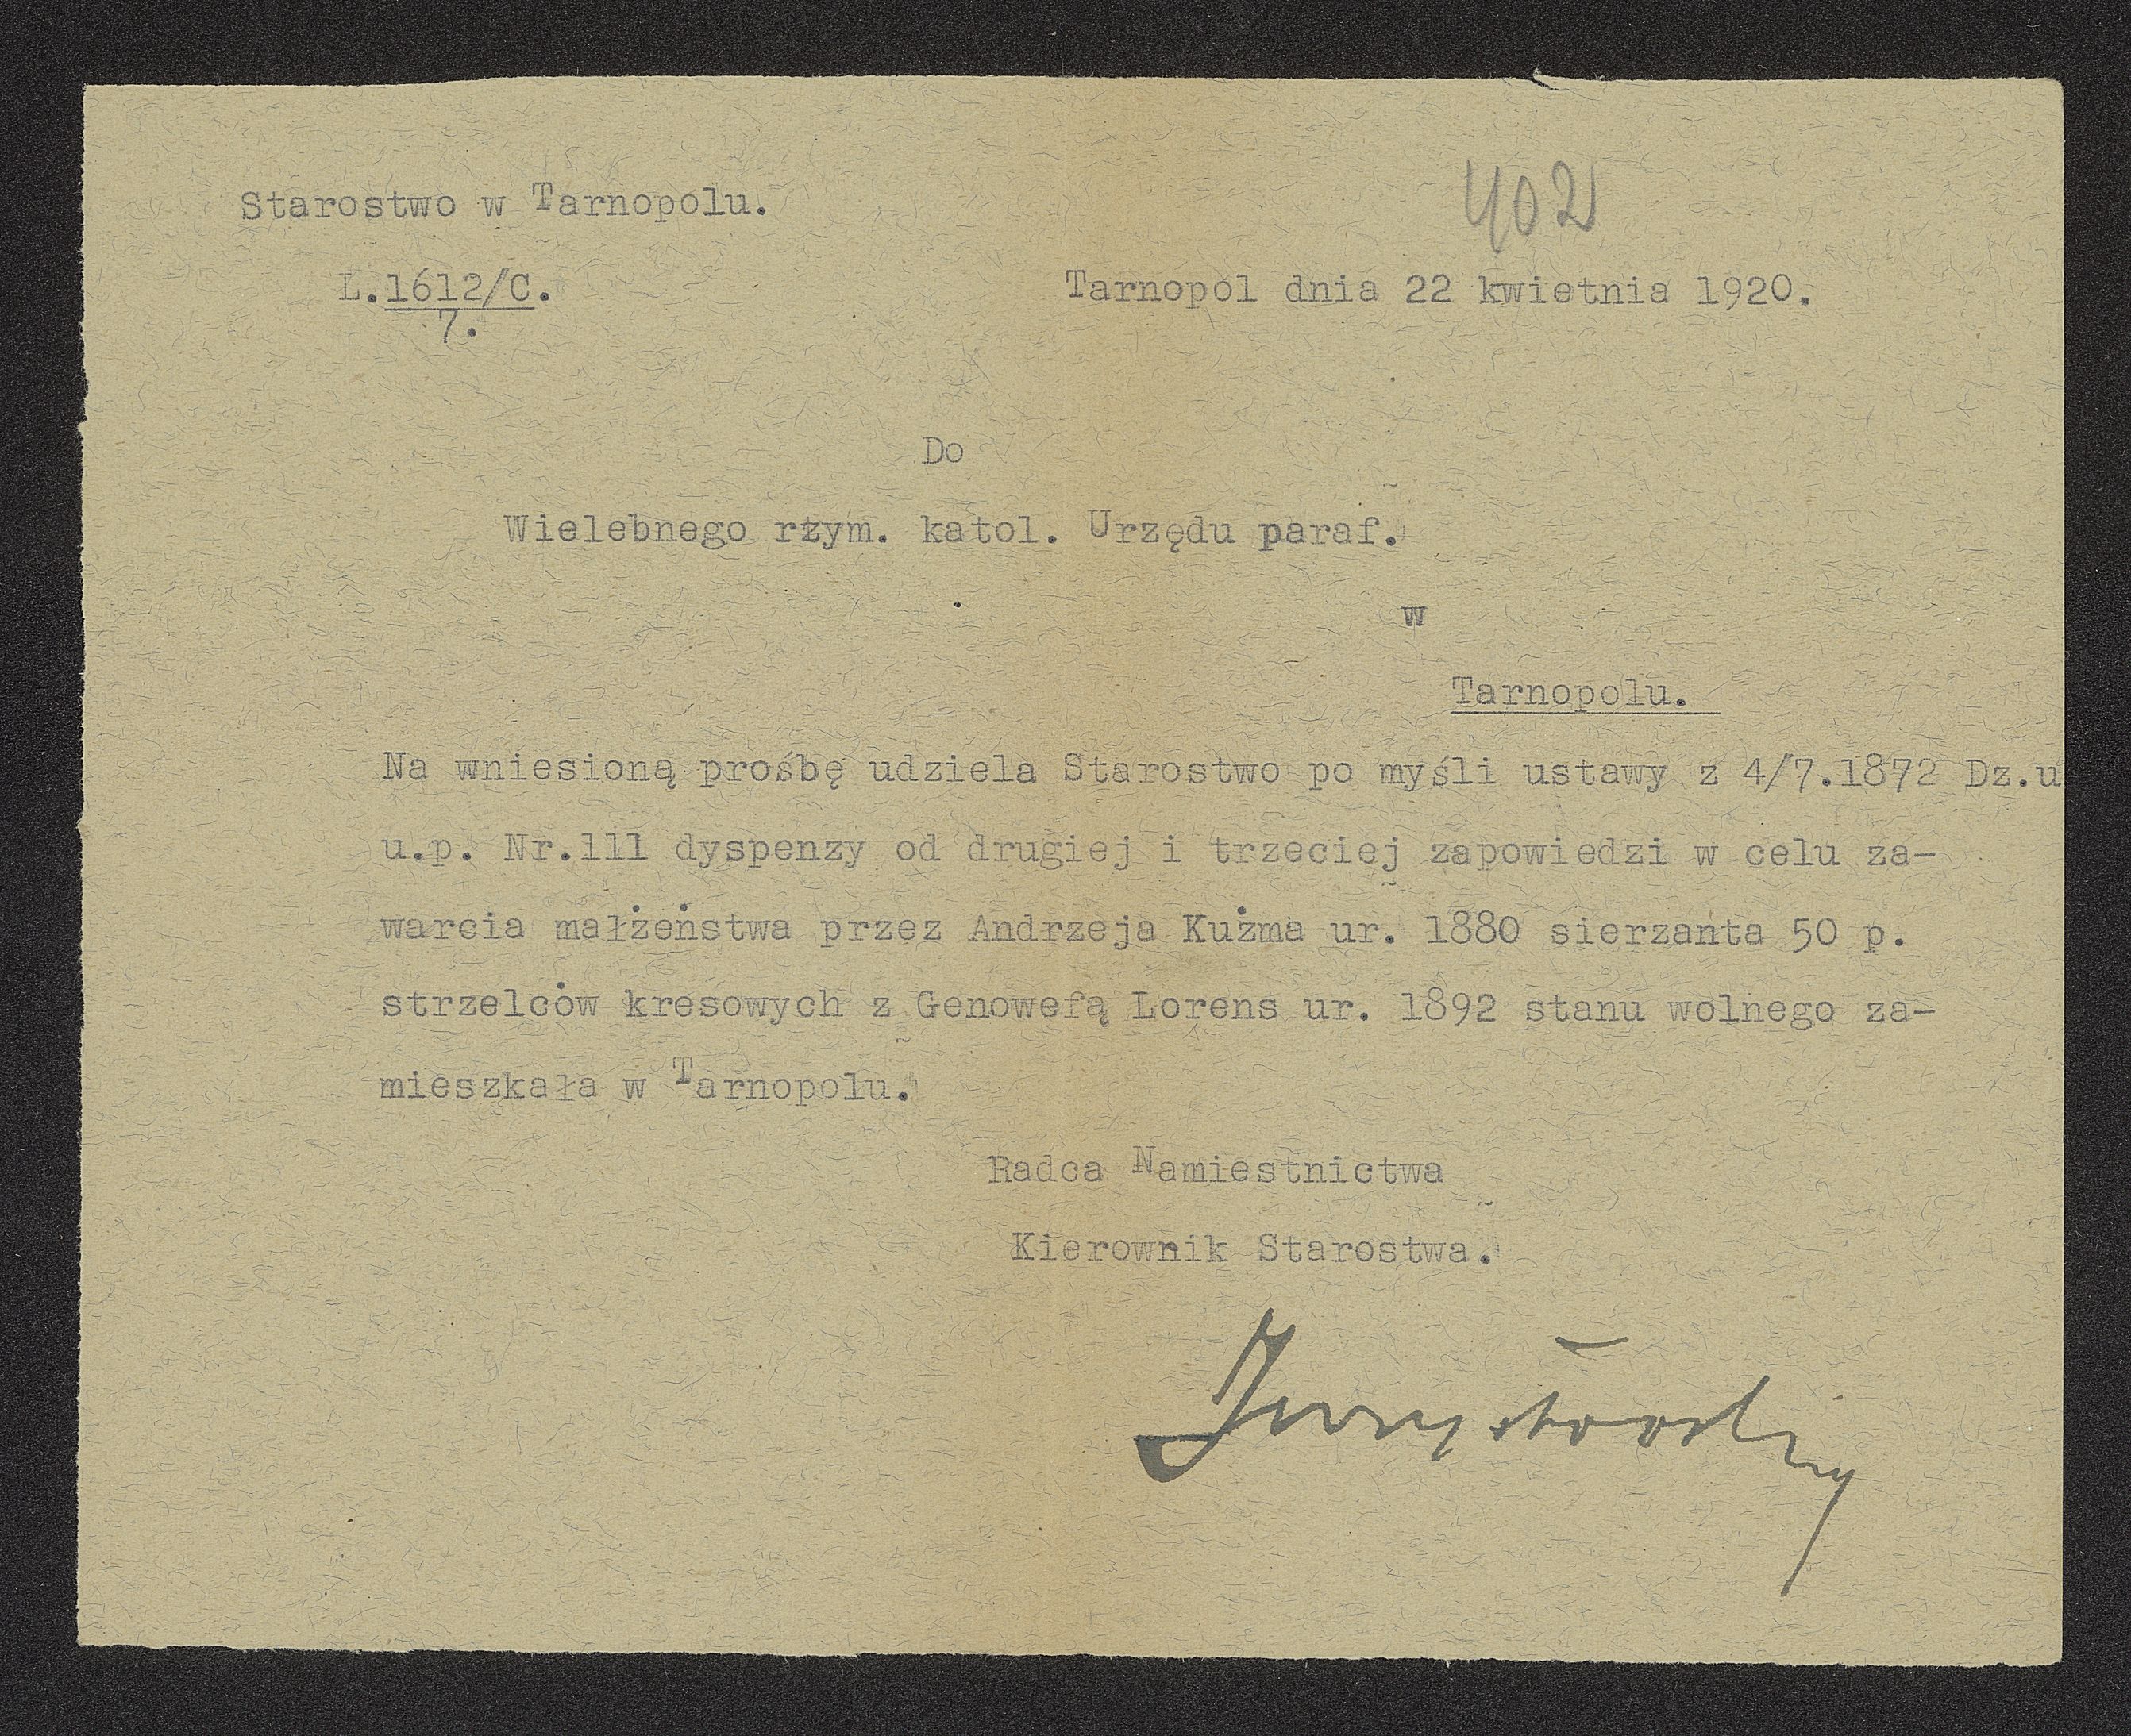 402
Starostwo w Tarnopolu.
L.1612/C.
7.
Tarnopol dnia 22 kwietnia 1920.
Do
Wielebnego rzym. katol. Urzędu paraf.
w
Tarnopolu.
Na wniesioną prośbę udziela Starostwo po myśli ustawy z 4/7.1872 Dz.u
u.p. Nr.111 dyspenzy od drugiej i trzeciej zapowiedzi w celu za-
warcia małżeństwa przez Andrzeja Kużma ur. 1880 sierzanta 50 p.
strzelców kresowych z Genowefą Lorens ur. 1892 stanu wolnego za-
mieszkała w Tarnopolu.
Radca Namiestnictwa
Kierownik Starostwa.